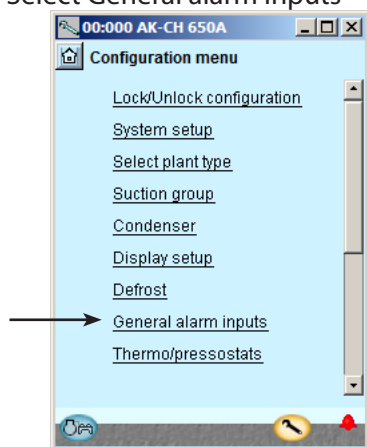 Select General alarm inputs
00:000 AK-CH 650A
Configuration menu
Lock/Unlock configuration
System setup
Select plant type
Suction group
Condenser
Display setup
Defrost
General alarm inputs
Thermo/pressostats